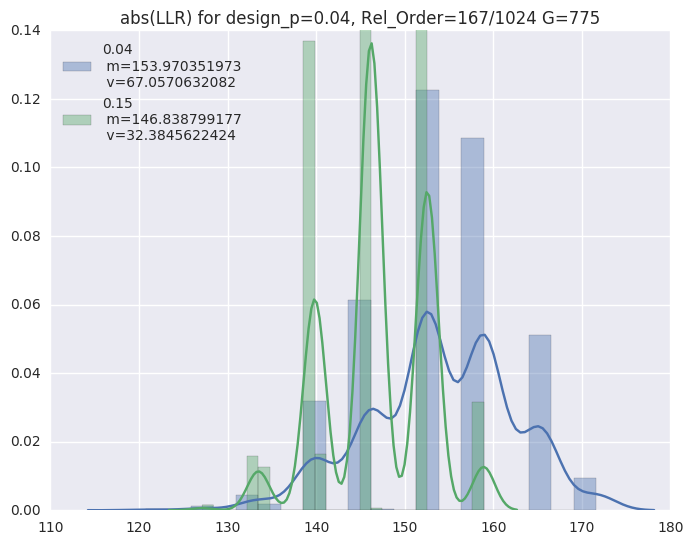 abs(LLR) for design_p=0.04, Rel_Order=167/1024 G=775
0.04
m=153.970351973
v=67.0570632082
0.15
m=146.838799177
v=32.3845622424
0.14
0.12
0.10
0.08
0.06
0.04
0.02
0.00
110 120 130 140 150 160 170 180